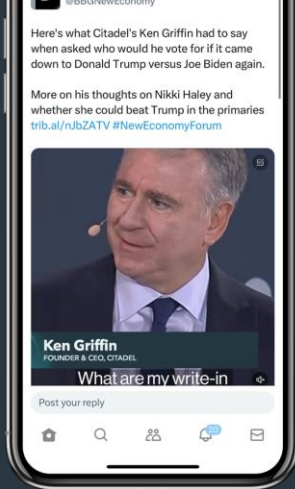 @BBGNewEconomy
Here's what Citadel's Ken Griffin had to say
when asked who would he vote for if it came
down to Donald Trump versus Joe Biden again.
More on his thoughts on Nikki Haley and
whether she could beat Trump in the primaries
trib.al/nJbZATV #NewEconomyForum
Ken Griffin
FOUNDER & CEO, CITADEL
What are my write-in
Post your reply
20